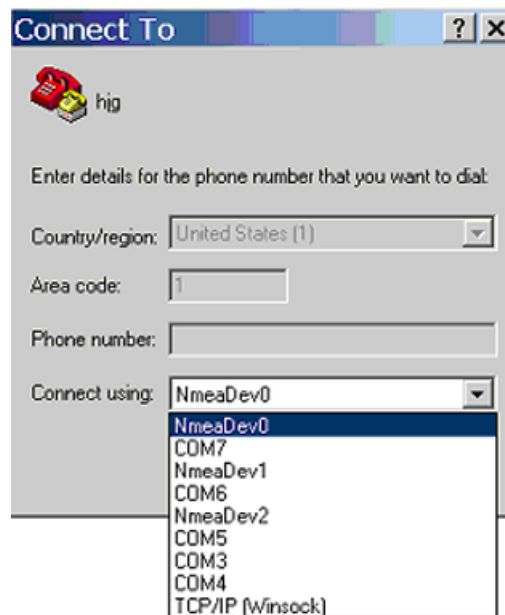 Connect To
hjg
Enter details for the phone number that you want to dial:
Country/region: United States (1)
Area code: 1
Phone number:
Connect using: NmeaDev0
NmeaDev0
COM7
NmeaDev1
COM6
NmeaDev2
COM5
COM3
COM4
TCP/IP (Winsock)